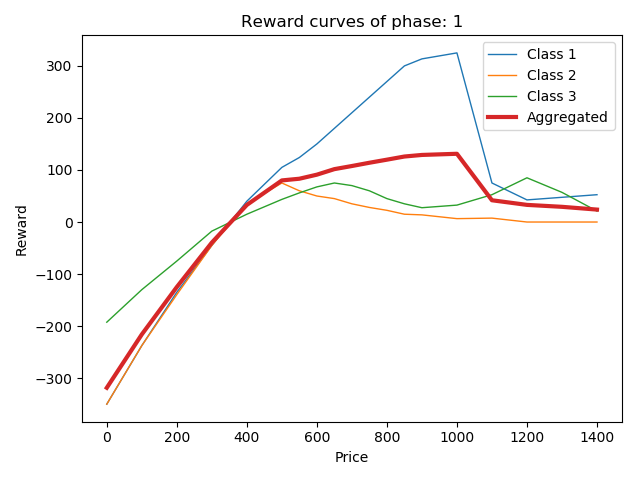 Reward curves of phase: 1
Class 1
Class 2
Class 3
Aggregated
Reward
300
200
100
0
−100
−200
−300
0 200 400 600 800 1000 1200 1400
Price